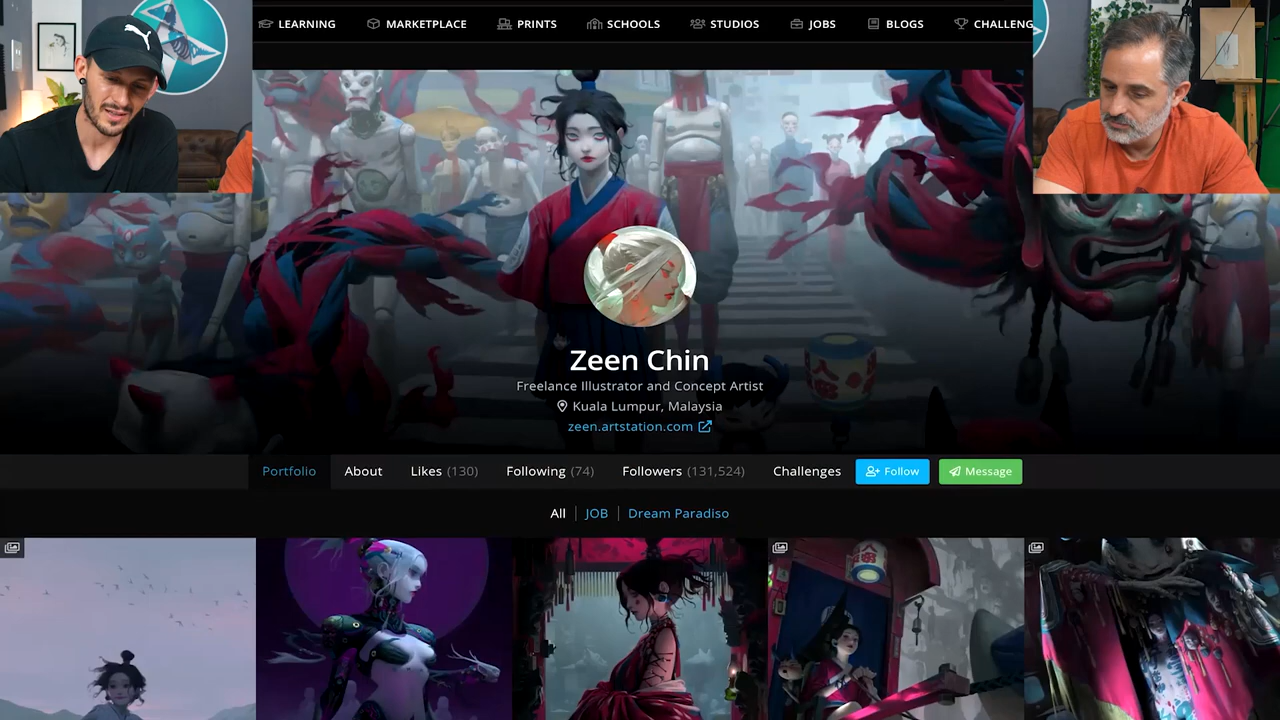 LEARNING MARKETPLACE PRINTS SCHOOLS STUDIOS JOBS BLOGS CHALLENG
Zeen Chin
Freelance Illustrator and Concept Artist
Kuala Lumpur, Malaysia
zeen.artstation.com
Portfolio About Likes (130) Following (74) Followers (131,524) Challenges Follow Message
All JOB Dream Paradiso